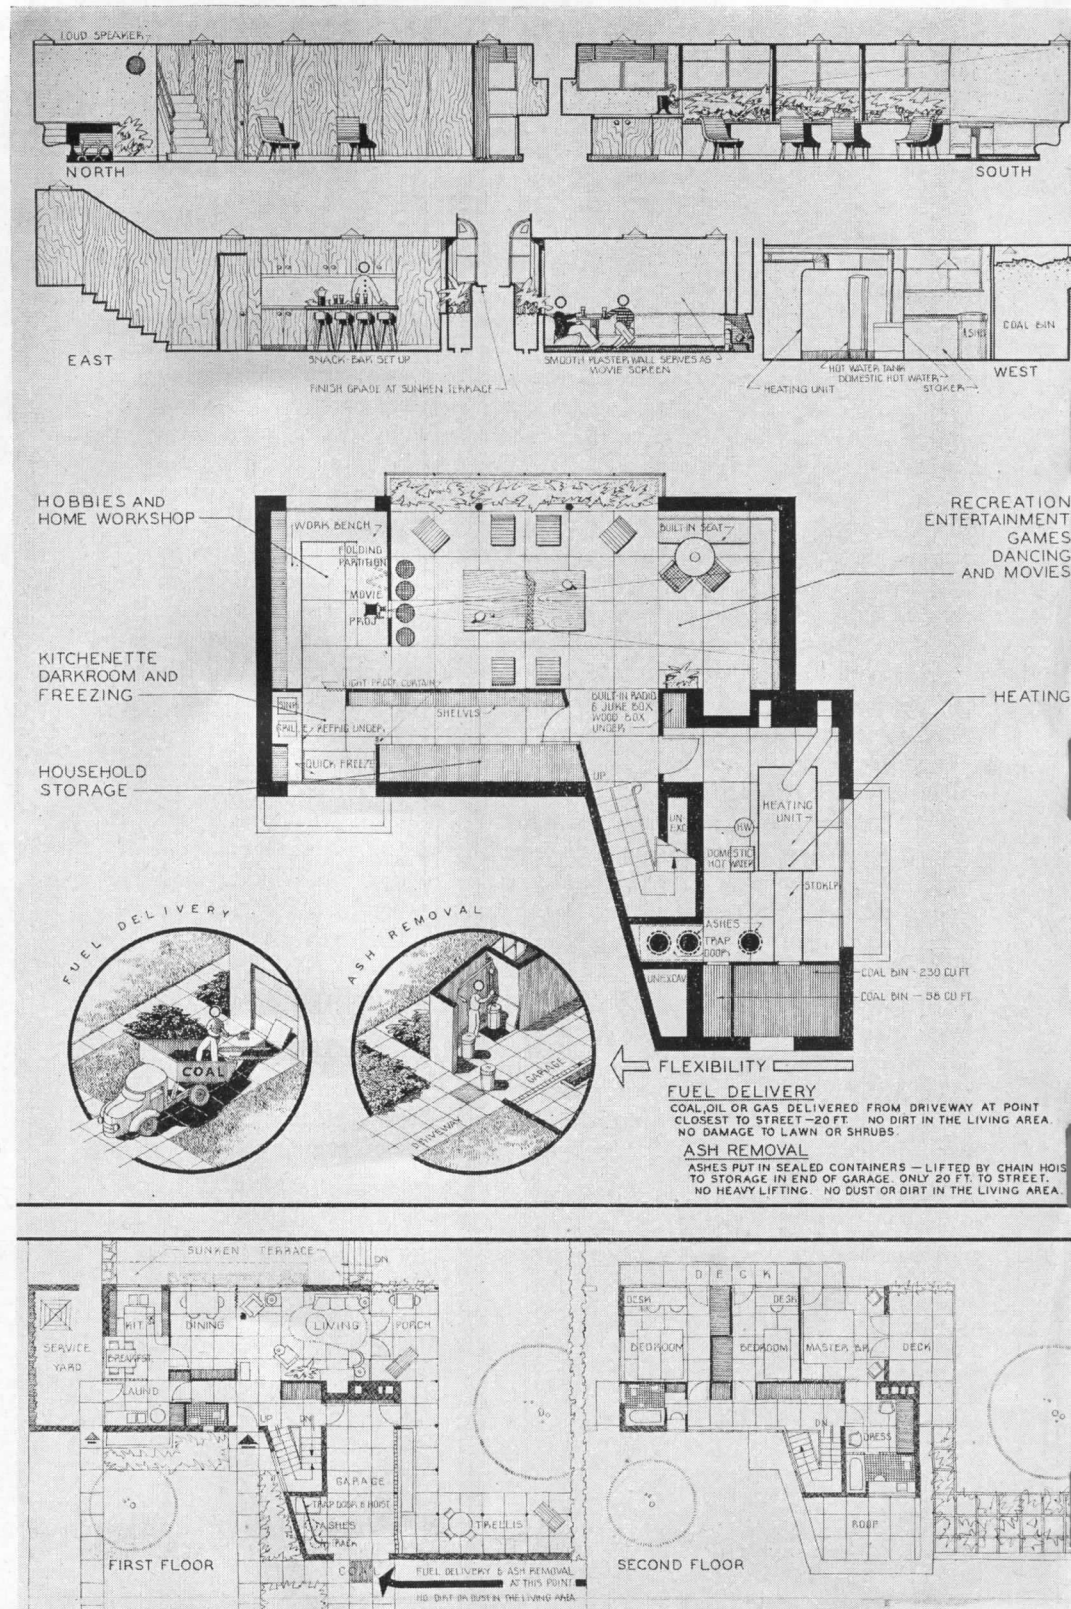 LOUD SPEAKER
NORTH
SOUTH
EAST
SNACK-BAR SET UP
FINISH GRADE AT SUNKEN TERRACE
SMOOTH PLASTER WALL SERVES AS
MOVIE SCREEN
ASHES
COAL BIN
HOT WATER TANK
DOMESTIC HOT WATER
HEATING UNIT
STOKER
WEST
HOBBIES AND
HOME WORKSHOP
KITCHENETTE
DARKROOM AND
FREEZING
HOUSEHOLD
STORAGE
RECREATION
ENTERTAINMENT
GAMES
DANCING
AND MOVIES
HEATING
WORK BENCH
FOLDING
PARTITION
MOVIE
PROJ
BUILT-IN SEAT
LIGHT PROOF CURTAIN
SHELVES
SINK
GRILLE
REFRIG UNDER
QUICK FREEZE
BUILT-IN RADIO
& JUKE BOX
WOOD BOX
UNDER
UP
UN-
EXC
HEATING
UNIT
H.W
DOMESTIC
HOT WATER
STOKER
ASHES
TRAP
DOOR
UNEXCAV
COAL BIN - 230 CU FT
COAL BIN - 58 CU FT
FUEL DELIVERY
COAL
ASH REMOVAL
GARAGE
DRIVEWAY
FLEXIBILITY
FUEL DELIVERY
COAL, OIL OR GAS DELIVERED FROM DRIVEWAY AT POINT
CLOSEST TO STREET - 20 FT. NO DIRT IN THE LIVING AREA.
NO DAMAGE TO LAWN OR SHRUBS.
ASH REMOVAL
ASHES PUT IN SEALED CONTAINERS - LIFTED BY CHAIN HOIS
TO STORAGE IN END OF GARAGE. ONLY 20 FT. TO STREET.
NO HEAVY LIFTING. NO DUST OR DIRT IN THE LIVING AREA.
SUNKEN TERRACE
DN
SERVICE
YARD
KIT
DINING
LIVING
PORCH
BREAKFAST
LAUND
UP
DN
GARAGE
TRAP DOOR & HOIST
ASHES
RACK
TRELLIS
FIRST FLOOR
COAL
FUEL DELIVERY & ASH REMOVAL
AT THIS POINT
NO DIRT OR DUST IN THE LIVING AREA
DECK
DESK
DESK
BEDROOM
BEDROOM
MASTER BR
DECK
DN
DRESS
ROOF
SECOND FLOOR